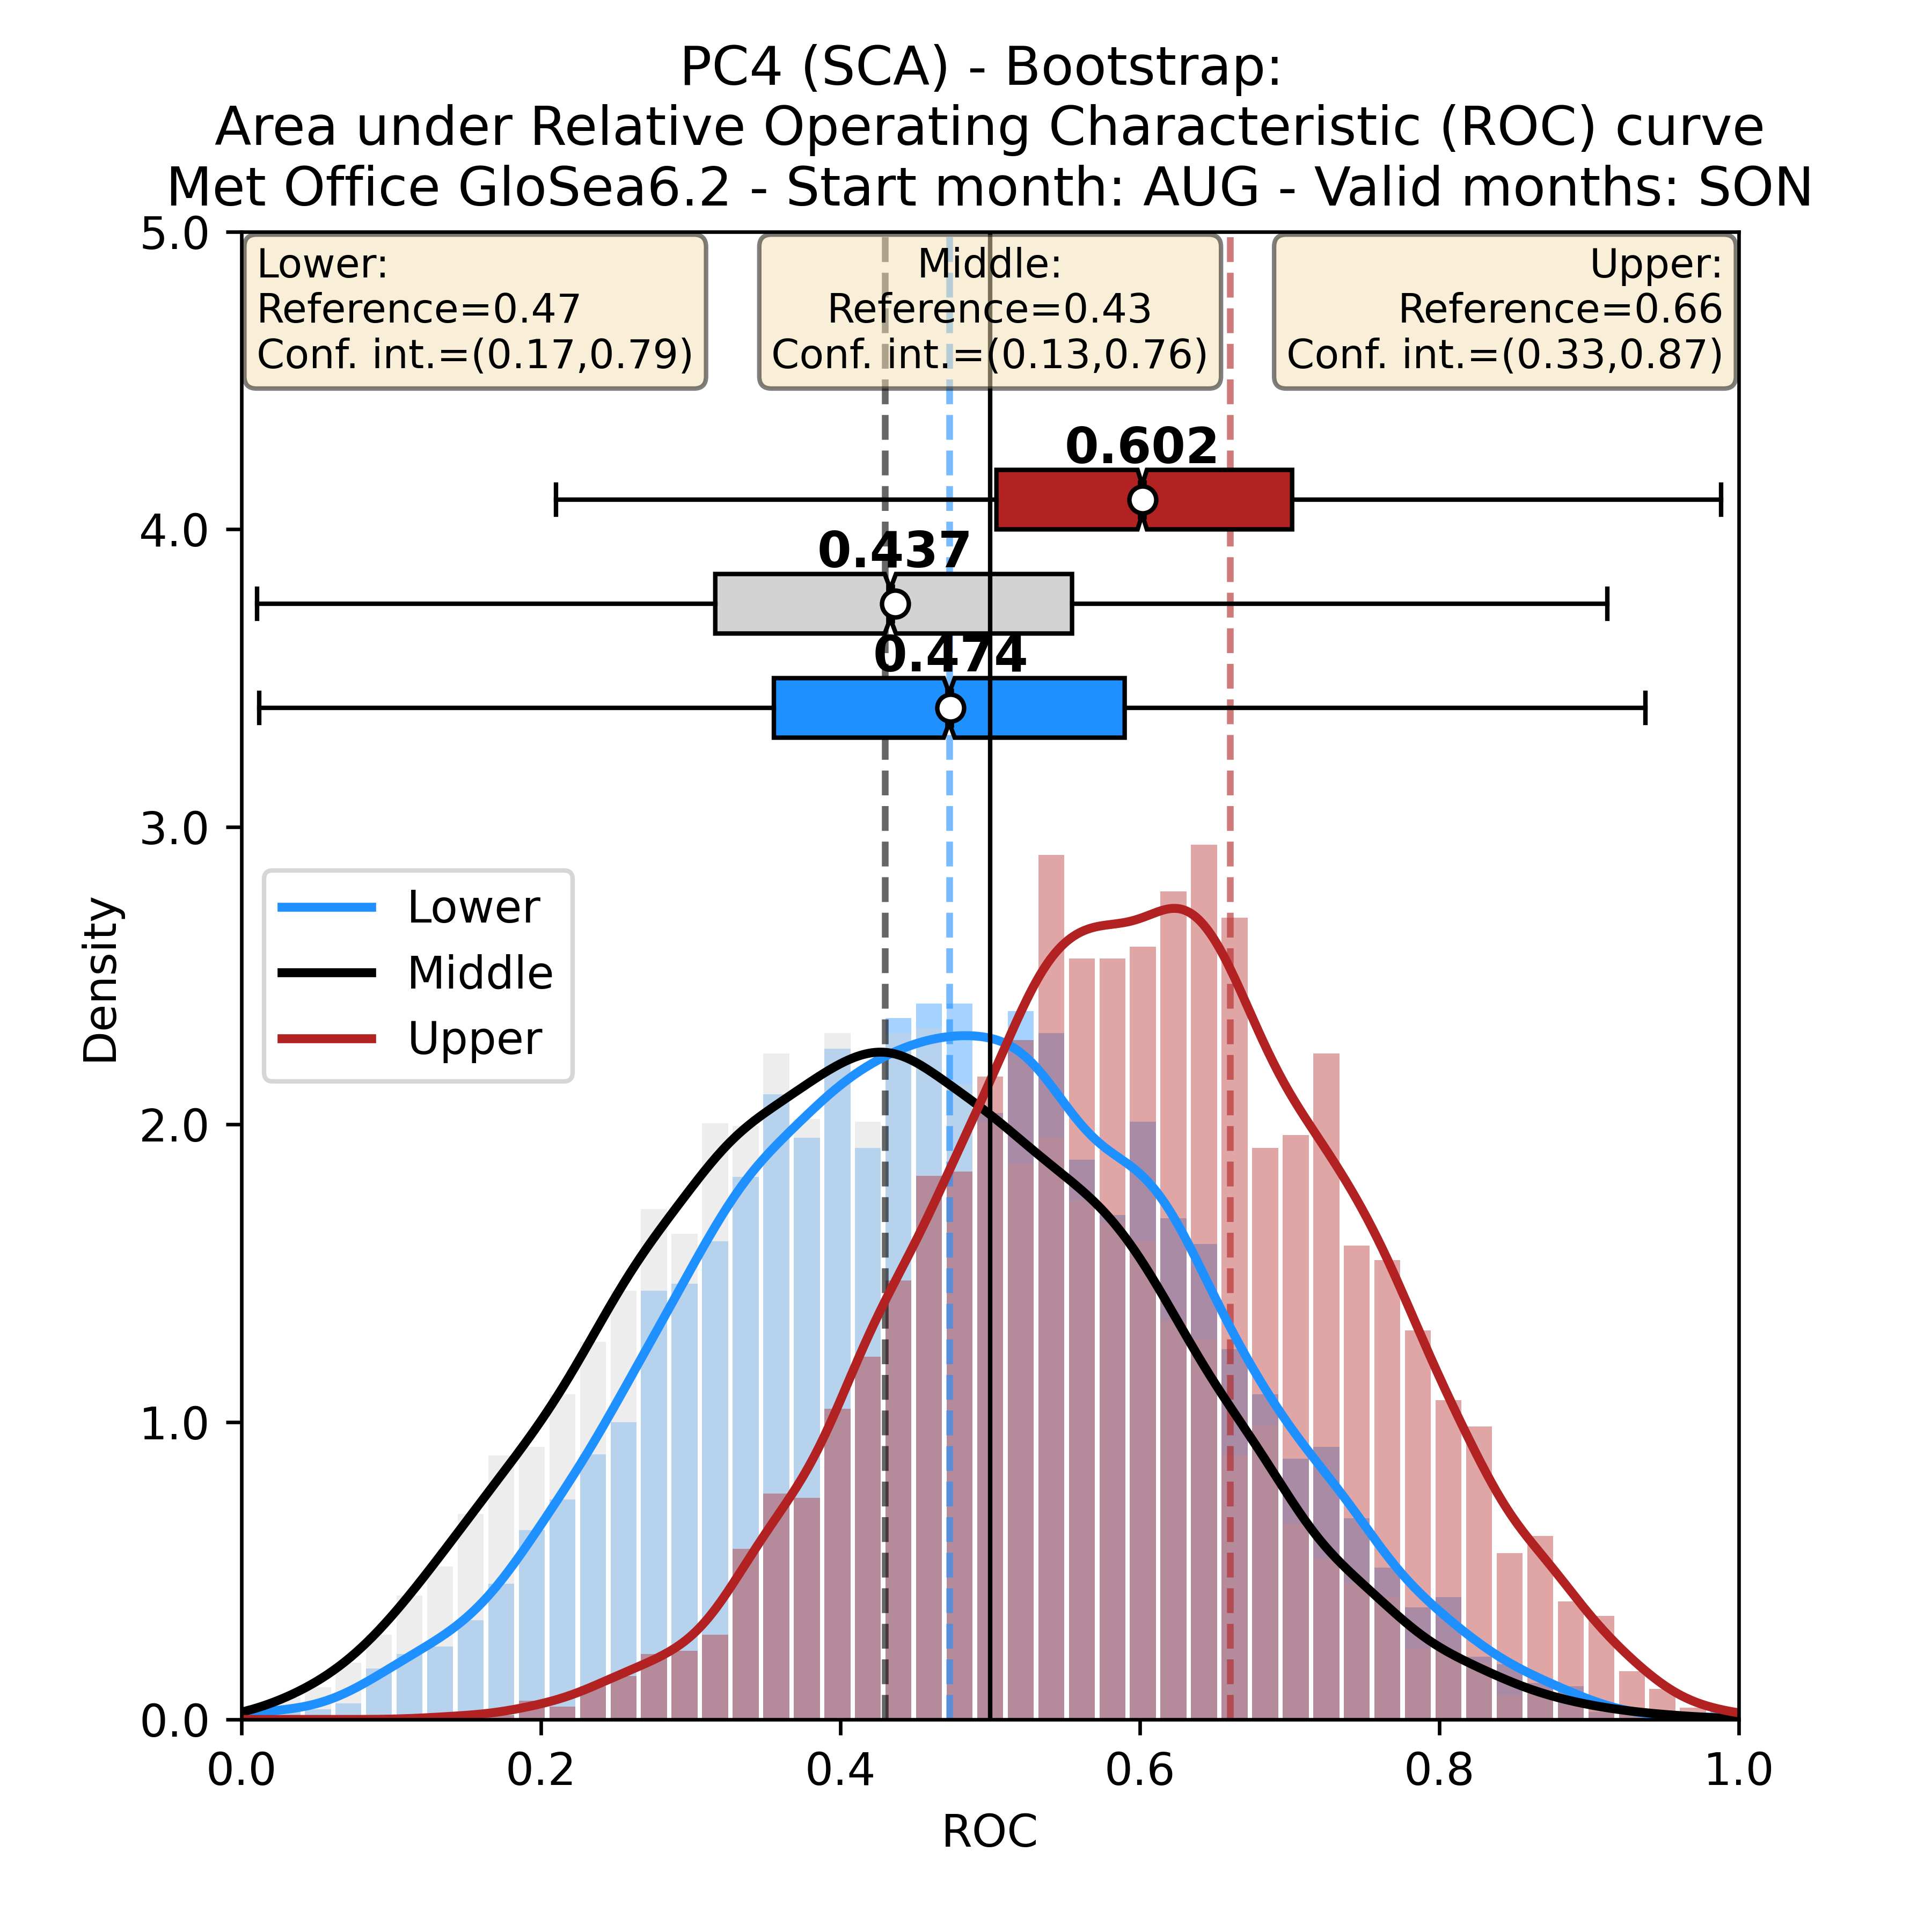 PC4 (SCA) - Bootstrap:
Area under Relative Operating Characteristic (ROC) curve
Met Office GloSea6.2 - Start month: AUG - Valid months: SON
Lower:
Reference=0.47
Conf. int.=(0.17,0.79)
Middle:
Reference=0.43
Conf. int.=(0.13,0.76)
Upper:
Reference=0.66
Conf. int.=(0.33,0.87)
0.602
0.437
0.474
Lower
Middle
Upper
Density
5.0
4.0
3.0
2.0
1.0
0.0
0.0 0.2 0.4 0.6 0.8 1.0
ROC